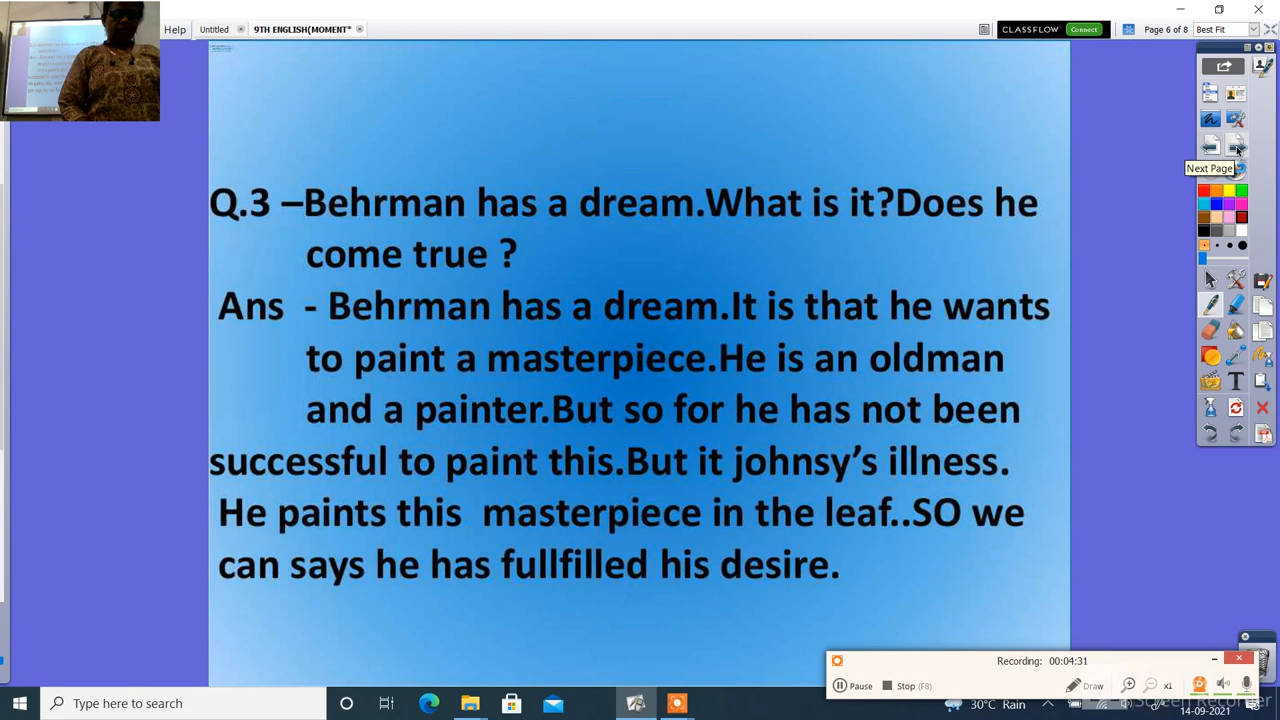 Help
Untitled
9TH ENGLISH(MOMENT*
CLASSFLOW
Connect
Page 6 of 8
Best Fit
Next Page
Q.3 –Behrman has a dream.What is it?Does he
come true ?
Ans - Behrman has a dream.It is that he wants
to paint a masterpiece.He is an oldman
and a painter.But so for he has not been
successful to paint this.But it johnsy's illness.
He paints this masterpiece in the leaf..SO we
can says he has fullfilled his desire.
Recording: 00:04:31
Pause
Stop (F8)
Draw
x1
Type here to search
30°C Rain
14-09-2021